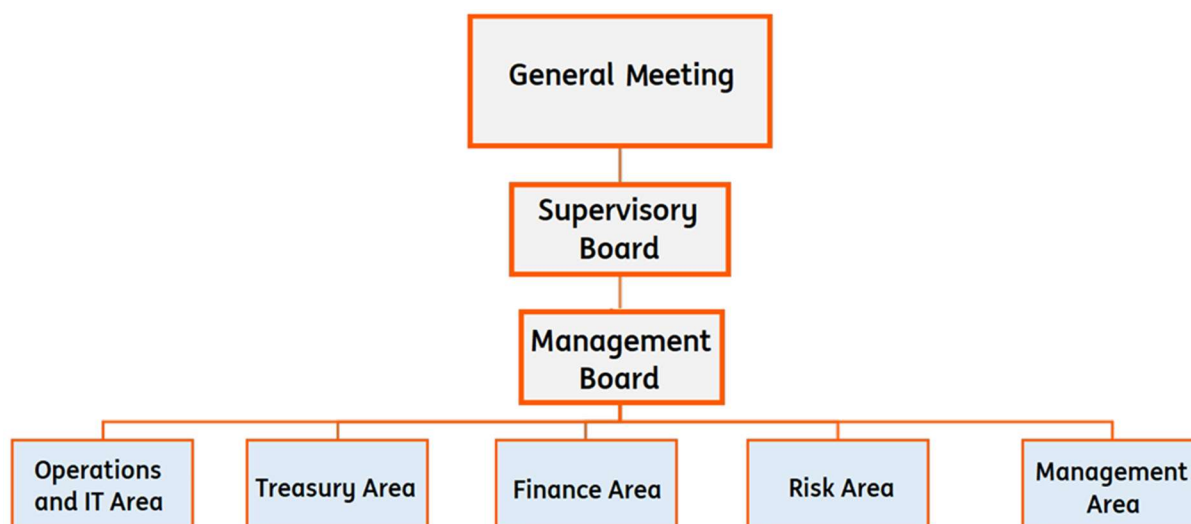 General Meeting
Supervisory
Board
Management
Board
Operations
and IT Area
Treasury Area
Finance Area
Risk Area
Management
Area